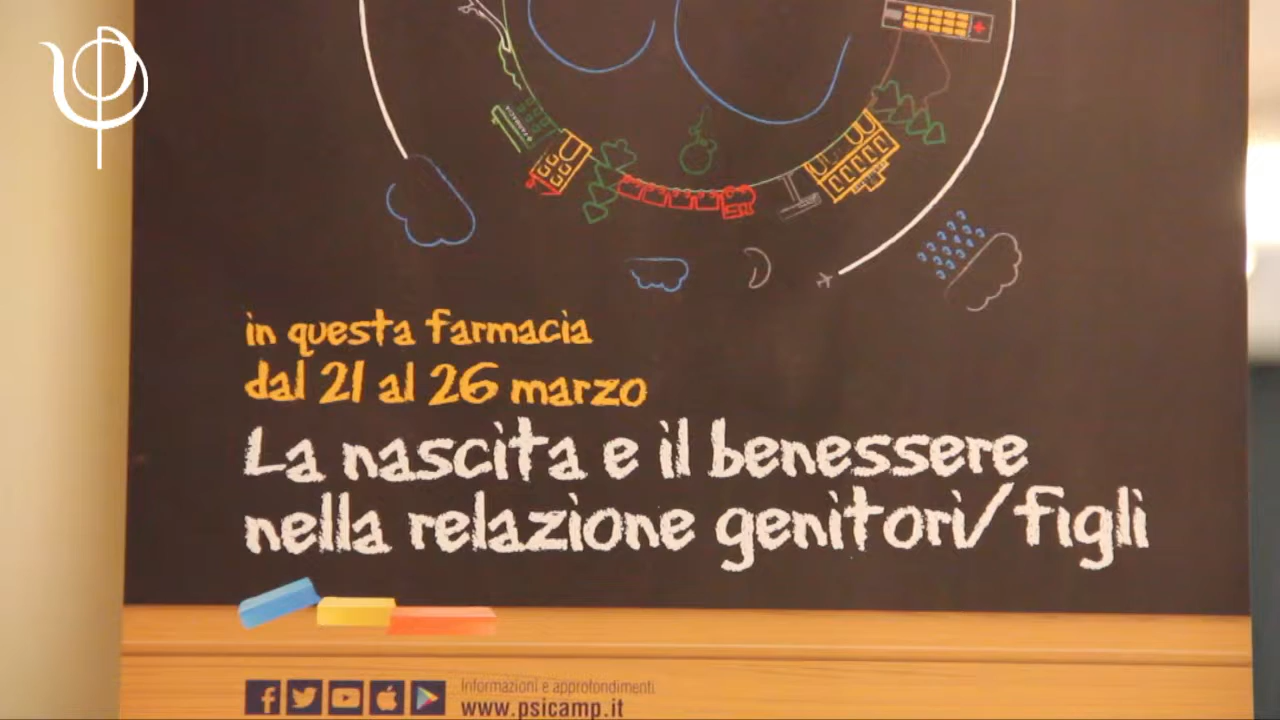 FARMACIA
in questa farmacia
dal 21 al 26 marzo
La nascita e il benessere
nella relazione genitori/figli
Informazioni e approfondimenti
www.psicamp.it